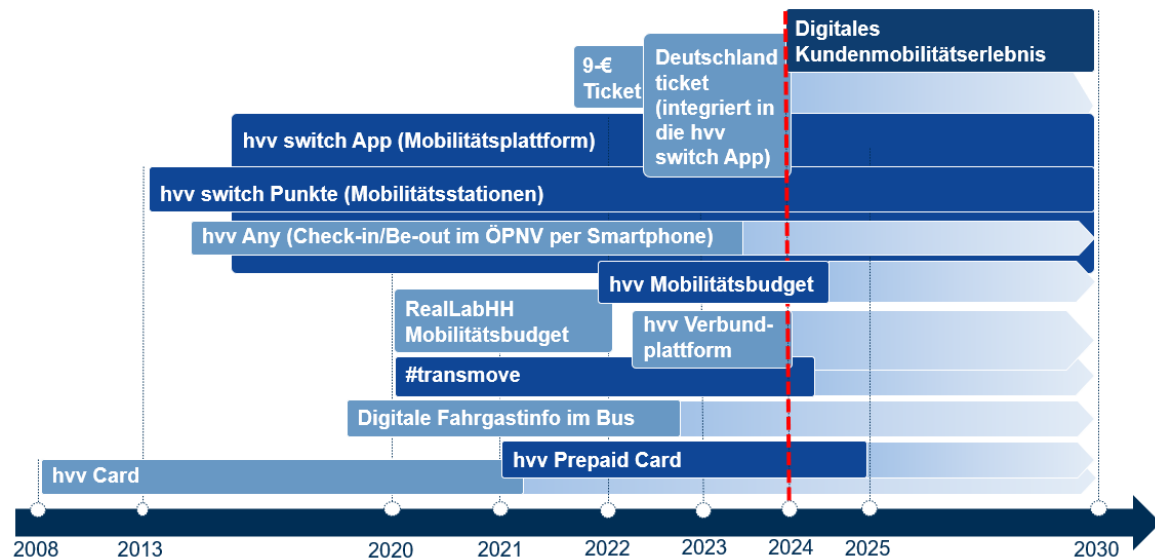 Digitales
Kundenmobilitätserlebnis
9-€
Ticket
Deutschland
ticket
(integriert in
die hvv
switch App)
hvv switch App (Mobilitätsplattform)
hvv switch Punkte (Mobilitätsstationen)
hvv Any (Check-in/Be-out im ÖPNV per Smartphone)
hvv Mobilitätsbudget
RealLabHH
Mobilitätsbudget
hvv Verbund-
plattform
#transmove
Digitale Fahrgastinfo im Bus
hvv Prepaid Card
hvv Card
2008 2013 2020 2021 2022 2023 2024 2025 2030